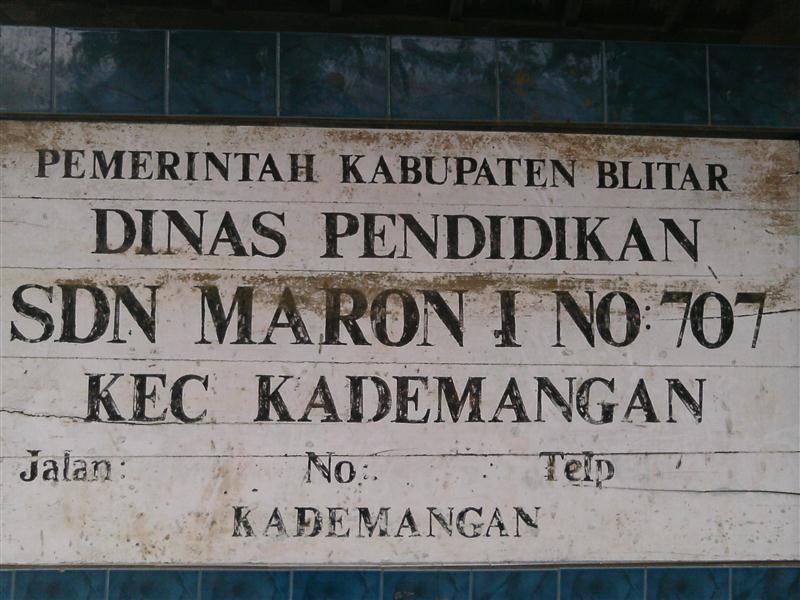 PEMERINTAH KABUPATEN BLITAR
DINAS PENDIDIKAN
SDN MARON I NO: 707
KEC KADEMANGAN
Jalan: No: Telp
KADEMANGAN